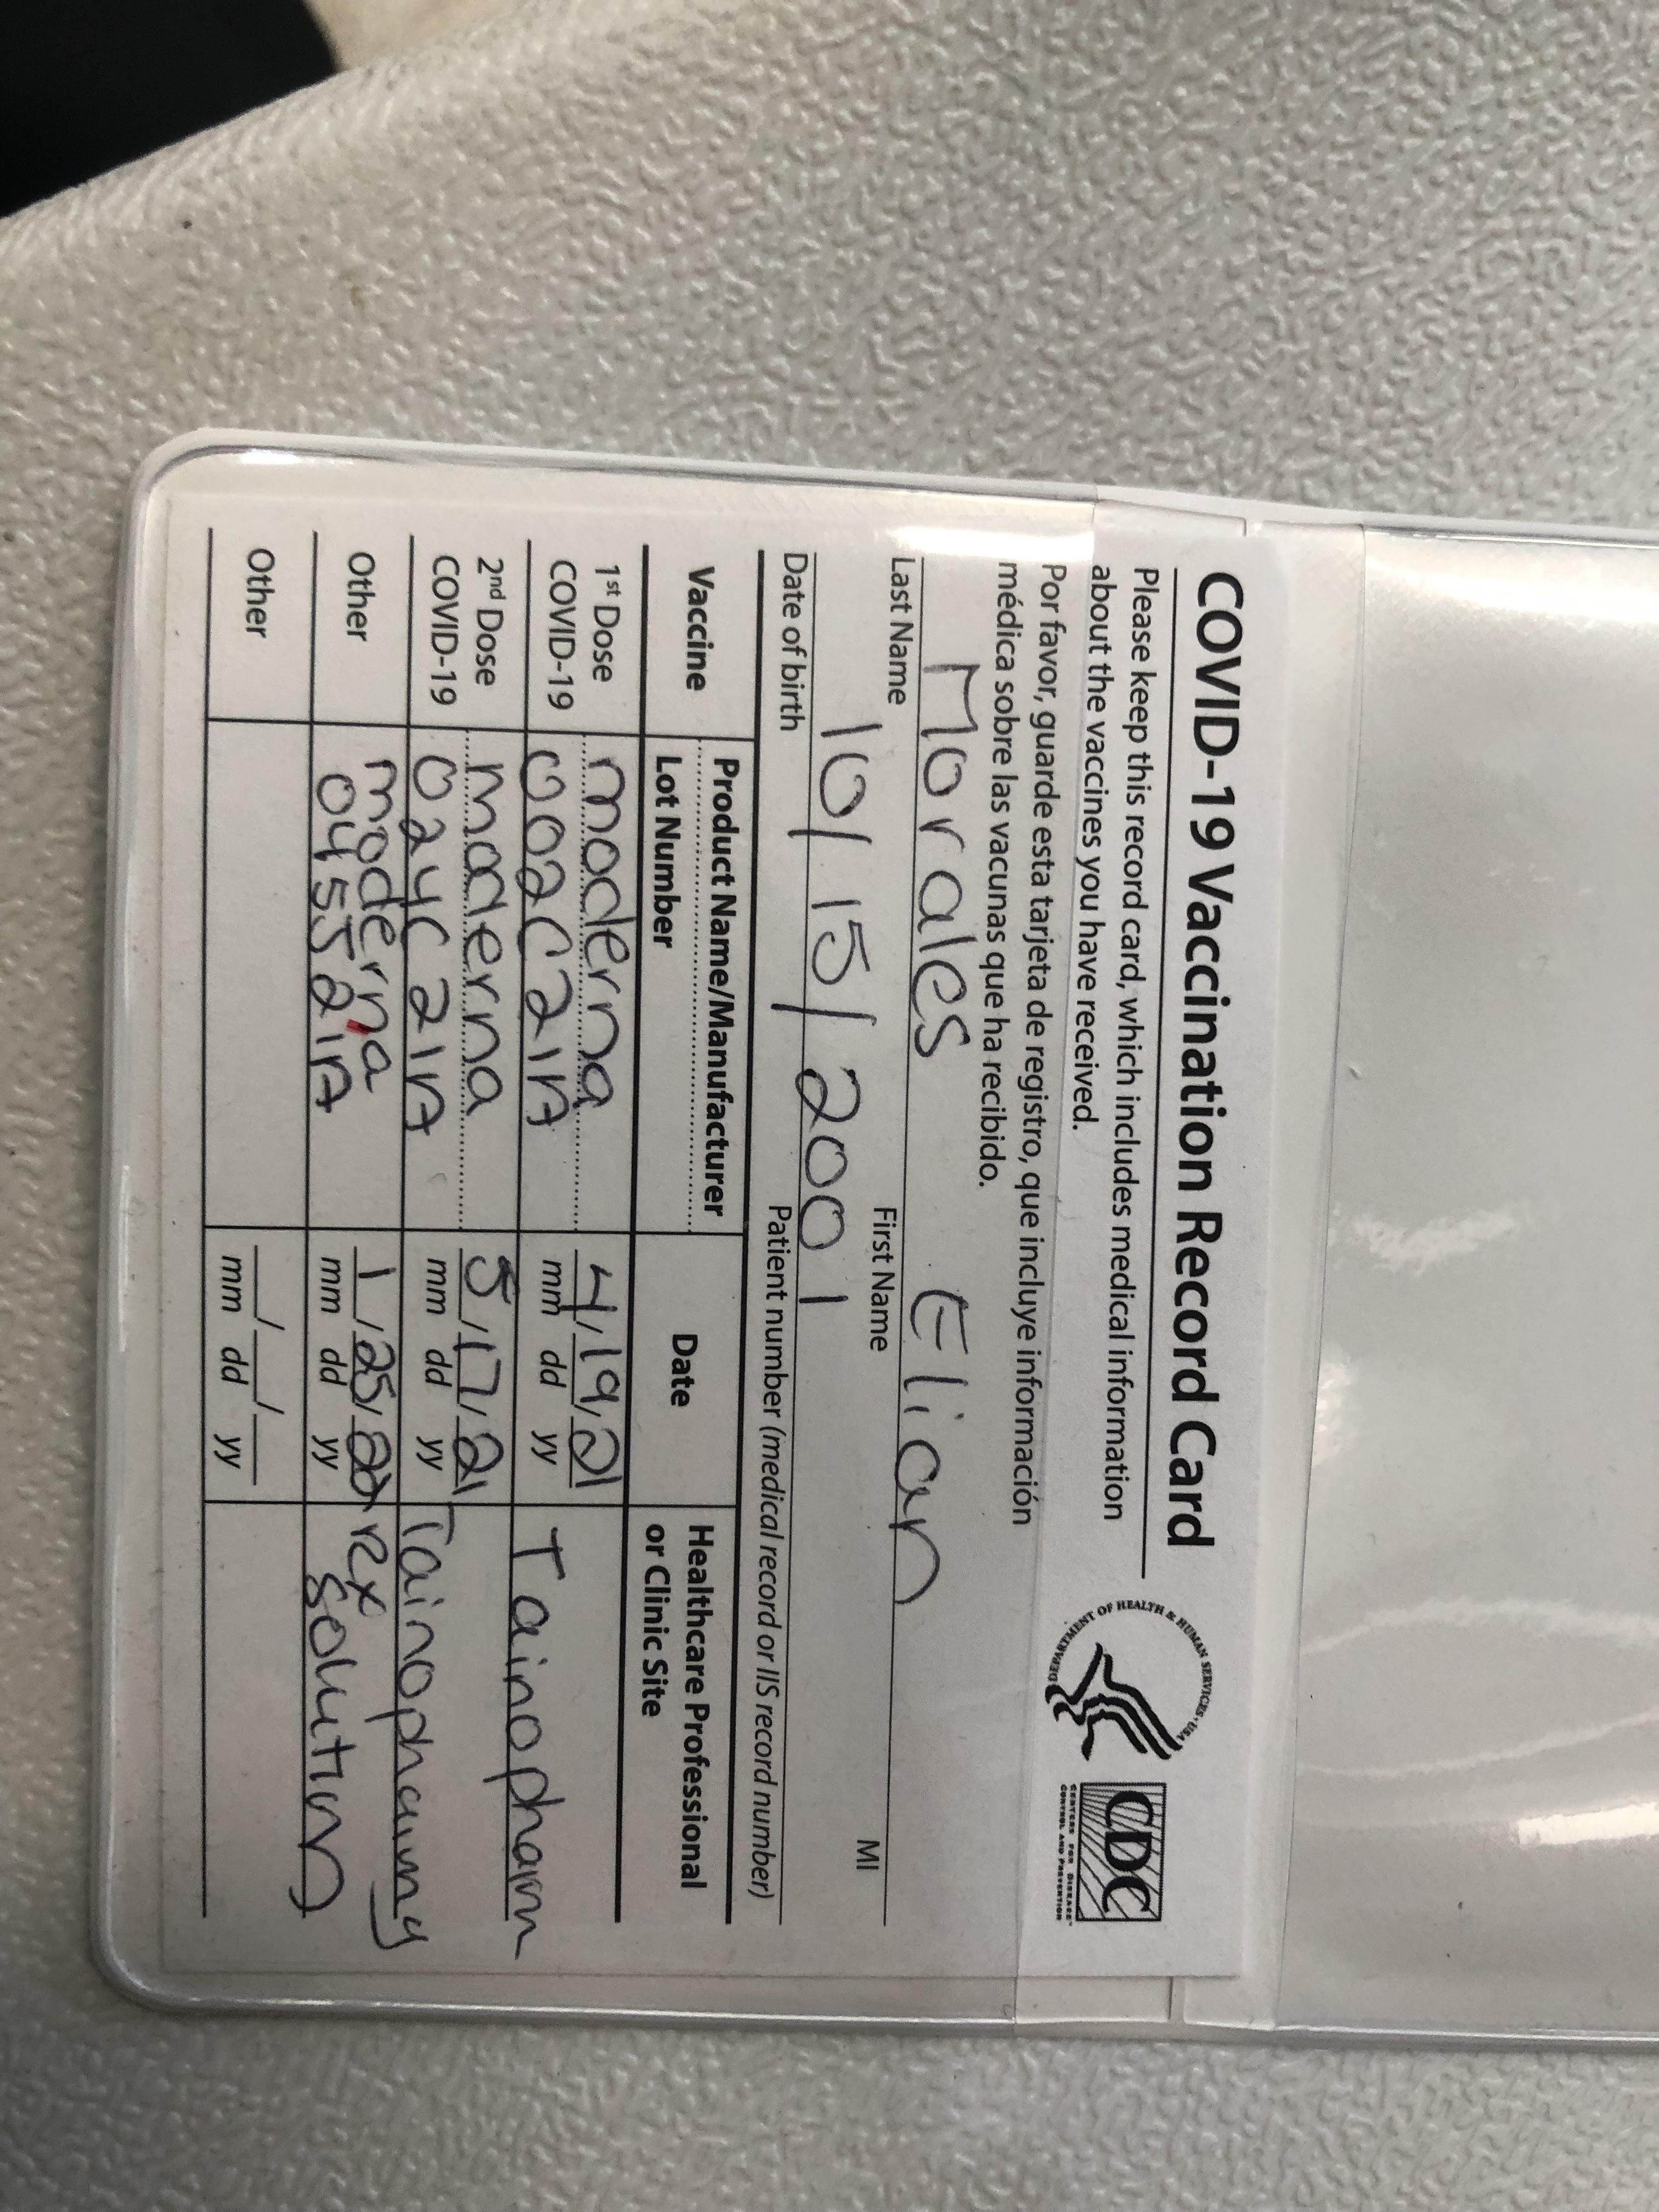 COVID-19 Vaccination Record Card
Please keep this record card, which includes medical information
about the vaccines you have received.
Por favor, guarde esta tarjeta de registro, que incluye información
médica sobre las vacunas que ha recibido.
DEPARTMENT OF HEALTH & HUMAN SERVICES, USA
CDC
CENTERS FOR DISEASE
CONTROL AND PREVENTION
Morales Elian
Last Name First Name MI
10/15/2001
Date of birth Patient number (medical record or IIS record number)
Vaccine Product Name/Manufacturer Date Healthcare Professional
Lot Number or Clinic Site
1st Dose moderna 4/19/21 Tainopharm
COVID-19 002C21A mm dd yy
2nd Dose moderna 5/17/21 Tainopharmy
COVID-19 024C21A mm dd yy
Other moderna 1/25/22 rex
045J21A mm dd yy solution
Other __/__/__
mm dd yy